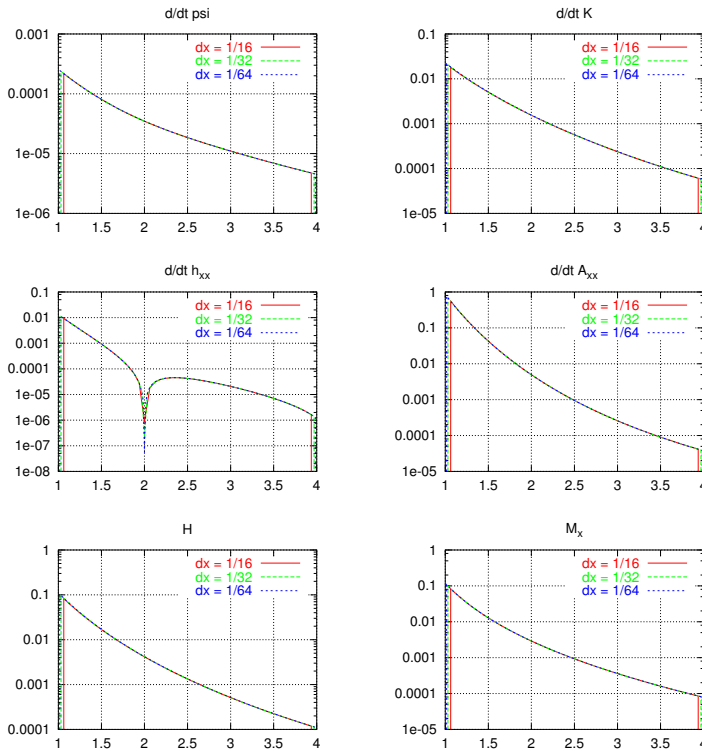 d/dt psi
0.001
0.0001
1e-05
1e-06
1 1.5 2 2.5 3 3.5 4
dx = 1/16
dx = 1/32
dx = 1/64
d/dt K
0.1
0.01
0.001
0.0001
1e-05
1 1.5 2 2.5 3 3.5 4
dx = 1/16
dx = 1/32
dx = 1/64
d/dt h_xx
0.1
0.01
0.001
0.0001
1e-05
1e-06
1e-07
1e-08
1 1.5 2 2.5 3 3.5 4
dx = 1/16
dx = 1/32
dx = 1/64
d/dt A_xx
1
0.1
0.01
0.001
0.0001
1e-05
1 1.5 2 2.5 3 3.5 4
dx = 1/16
dx = 1/32
dx = 1/64
H
1
0.1
0.01
0.001
0.0001
1 1.5 2 2.5 3 3.5 4
dx = 1/16
dx = 1/32
dx = 1/64
M_x
1
0.1
0.01
0.001
0.0001
1e-05
1 1.5 2 2.5 3 3.5 4
dx = 1/16
dx = 1/32
dx = 1/64